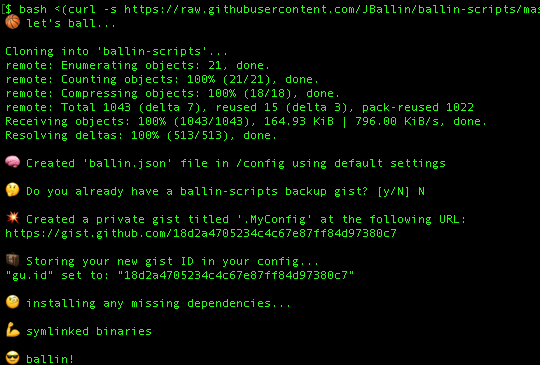 [$ bash <(curl -s https://raw.githubusercontent.com/JBallin/ballin-scripts/mas
🏀 let's ball...
Cloning into 'ballin-scripts'...
remote: Enumerating objects: 21, done.
remote: Counting objects: 100% (21/21), done.
remote: Compressing objects: 100% (18/18), done.
remote: Total 1043 (delta 7), reused 15 (delta 3), pack-reused 1022
Receiving objects: 100% (1043/1043), 164.93 KiB | 796.00 KiB/s, done.
Resolving deltas: 100% (513/513), done.
🧠 Created 'ballin.json' file in /config using default settings
🤔 Do you already have a ballin-scripts backup gist? [y/N] N
💥 Created a private gist titled '.MyConfig' at the following URL:
https://gist.github.com/18d2a4705234c4c67e87ff84d97380c7
Storing your new gist ID in your config...
"gu.id" set to: "18d2a4705234c4c67e87ff84d97380c7"
🧐 installing any missing dependencies...
💪 symlinked binaries
😎 ballin!